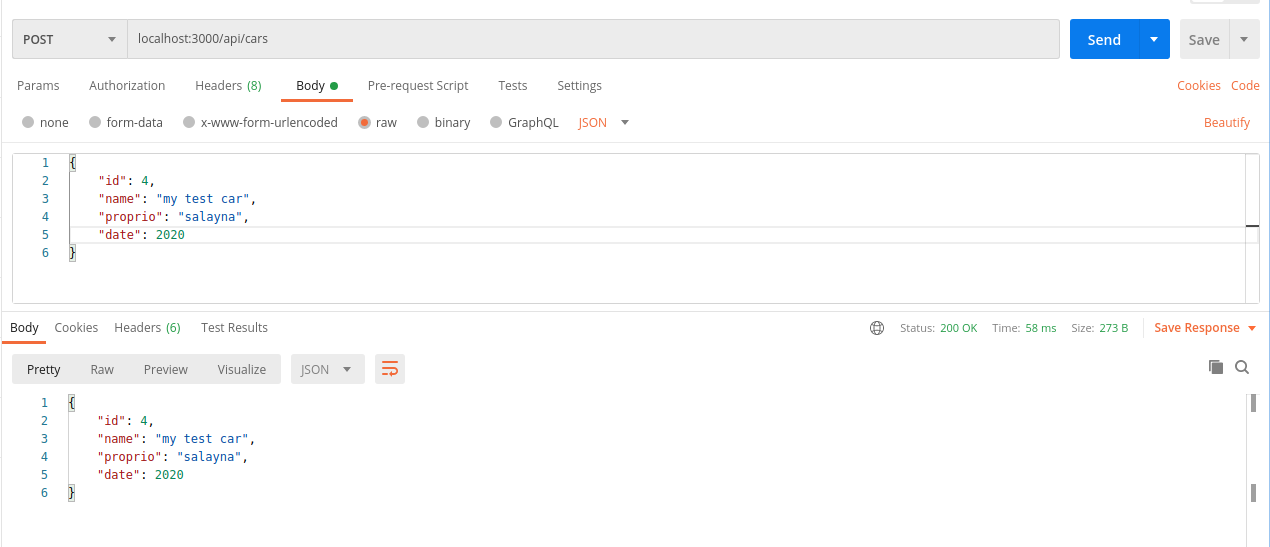 POST localhost:3000/api/cars Send Save
Params Authorization Headers (8) Body Pre-request Script Tests Settings Cookies Code
none form-data x-www-form-urlencoded raw binary GraphQL JSON Beautify
1 {
2 "id": 4,
3 "name": "my test car",
4 "proprio": "salayna",
5 "date": 2020
6 }
Body Cookies Headers (6) Test Results Status: 200 OK Time: 58 ms Size: 273 B Save Response
Pretty Raw Preview Visualize JSON
1 {
2 "id": 4,
3 "name": "my test car",
4 "proprio": "salayna",
5 "date": 2020
6 }